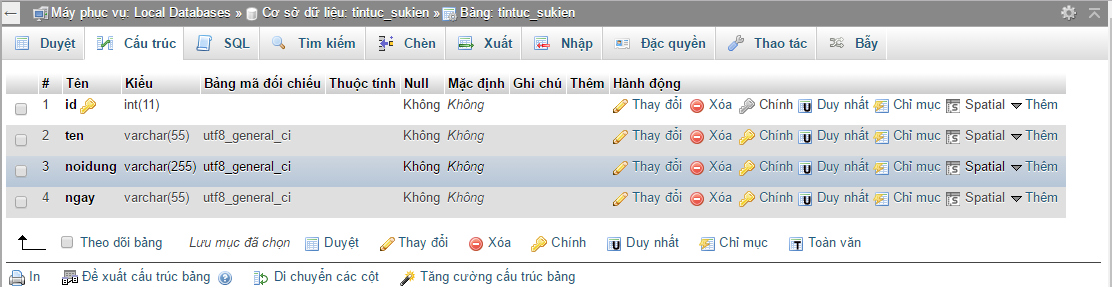 Máy phục vụ: Local Databases » Cơ sở dữ liệu: tintuc_sukien » Bảng: tintuc_sukien
Duyệt Cấu trúc SQL Tìm kiếm Chèn Xuất Nhập Đặc quyền Thao tác Bẫy
# Tên Kiểu Bảng mã đối chiếu Thuộc tính Null Mặc định Ghi chú Thêm Hành động
1 id int(11) Không Không Thay đổi Xóa Chính Duy nhất Chỉ mục Spatial Thêm
2 ten varchar(55) utf8_general_ci Không Không Thay đổi Xóa Chính Duy nhất Chỉ mục Spatial Thêm
3 noidung varchar(255) utf8_general_ci Không Không Thay đổi Xóa Chính Duy nhất Chỉ mục Spatial Thêm
4 ngay varchar(55) utf8_general_ci Không Không Thay đổi Xóa Chính Duy nhất Chỉ mục Spatial Thêm
Theo dõi bảng Lưu mục đã chọn Duyệt Thay đổi Xóa Chính Duy nhất Chỉ mục Toàn văn
In Đề xuất cấu trúc bảng Di chuyển các cột Tăng cường cấu trúc bảng